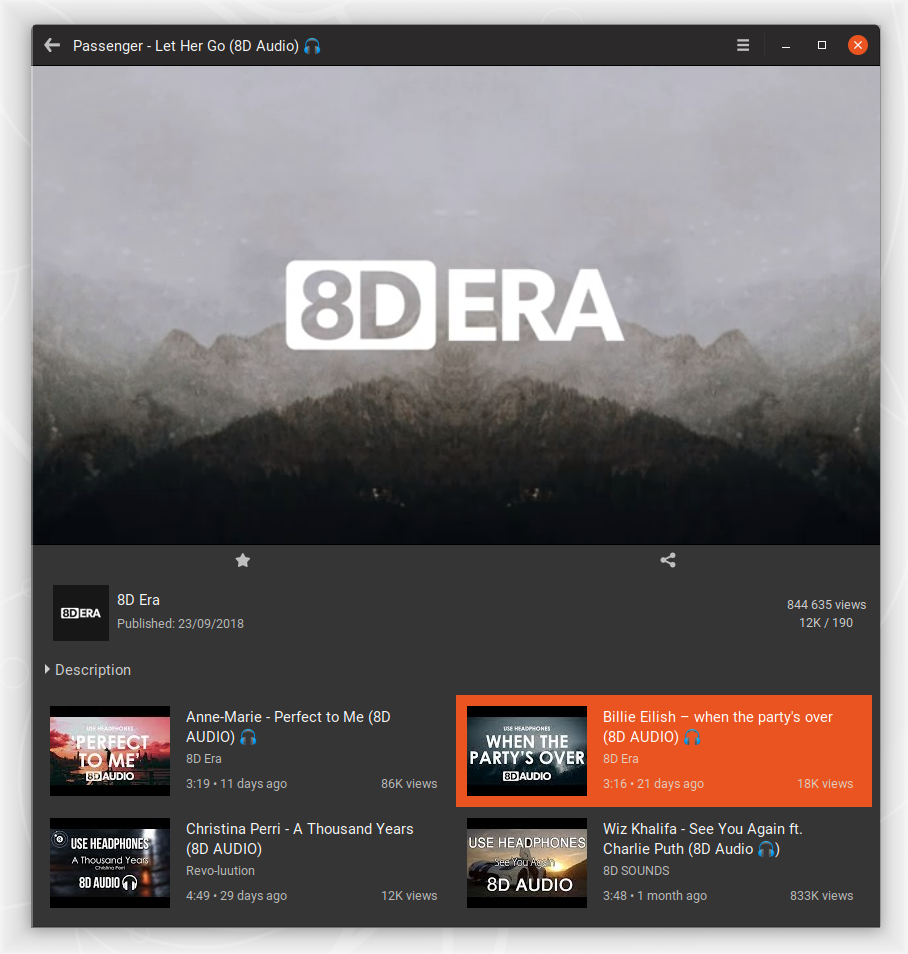 Passenger - Let Her Go (8D Audio) 🎧
8D ERA
8D ERA
8D Era
Published: 23/09/2018
844 635 views
12K / 190
Description
USE HEADPHONES
'PERFECT
TO ME'
8D AUDIO
Anne-Marie - Perfect to Me (8D
AUDIO) 🎧
8D Era
3:19 • 11 days ago
86K views
USE HEADPHONES
WHEN THE
PARTY'S OVER
8D AUDIO
Billie Eilish – when the party's over
(8D AUDIO) 🎧
8D Era
3:16 • 21 days ago
18K views
USE HEADPHONES
A Thousand Years
Christina Perri
8D AUDIO
Christina Perri - A Thousand Years
(8D AUDIO)
Revo-luution
4:49 • 29 days ago
12K views
USE HEADPHONES
See You Again
8D AUDIO
Wiz Khalifa - See You Again ft.
Charlie Puth (8D Audio 🎧)
8D SOUNDS
3:48 • 1 month ago
833K views